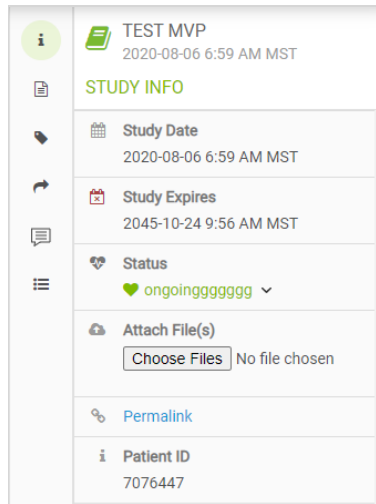 TEST MVP
2020-08-06 6:59 AM MST
STUDY INFO
Study Date
2020-08-06 6:59 AM MST
Study Expires
2045-10-24 9:56 AM MST
Status
ongoinggggggg
Attach File(s)
Choose Files No file chosen
Permalink
Patient ID
7076447